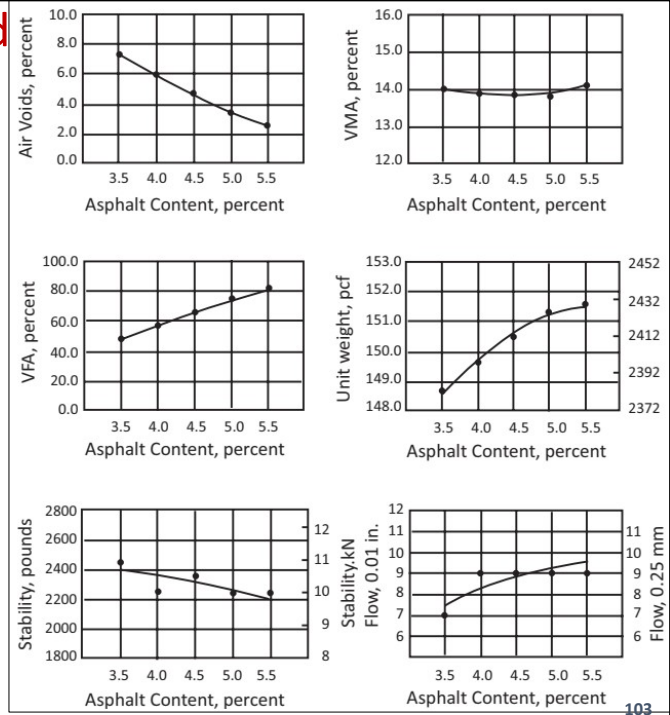 d
10.0
8.0
6.0
4.0
2.0
0.0
Air Voids, percent
3.5 4.0 4.5 5.0 5.5
Asphalt Content, percent
16.0
15.0
14.0
13.0
12.0
VMA, percent
3.5 4.0 4.5 5.0 5.5
Asphalt Content, percent
100.0
80.0
60.0
40.0
20.0
0.0
VFA, percent
3.5 4.0 4.5 5.0 5.5
Asphalt Content, percent
153.0
152.0
151.0
150.0
149.0
148.0
Unit weight, pcf
2452
2432
2412
2392
2372
3.5 4.0 4.5 5.0 5.5
Asphalt Content, percent
2800
2600
2400
2200
2000
1800
Stability, pounds
12
11
10
9
8
Stability.kN
3.5 4.0 4.5 5.0 5.5
Asphalt Content, percent
12
11
10
9
8
7
6
Flow, 0.01 in.
11
10
9
8
7
6
Flow, 0.25 mm
3.5 4.0 4.5 5.0 5.5
Asphalt Content, percent
103